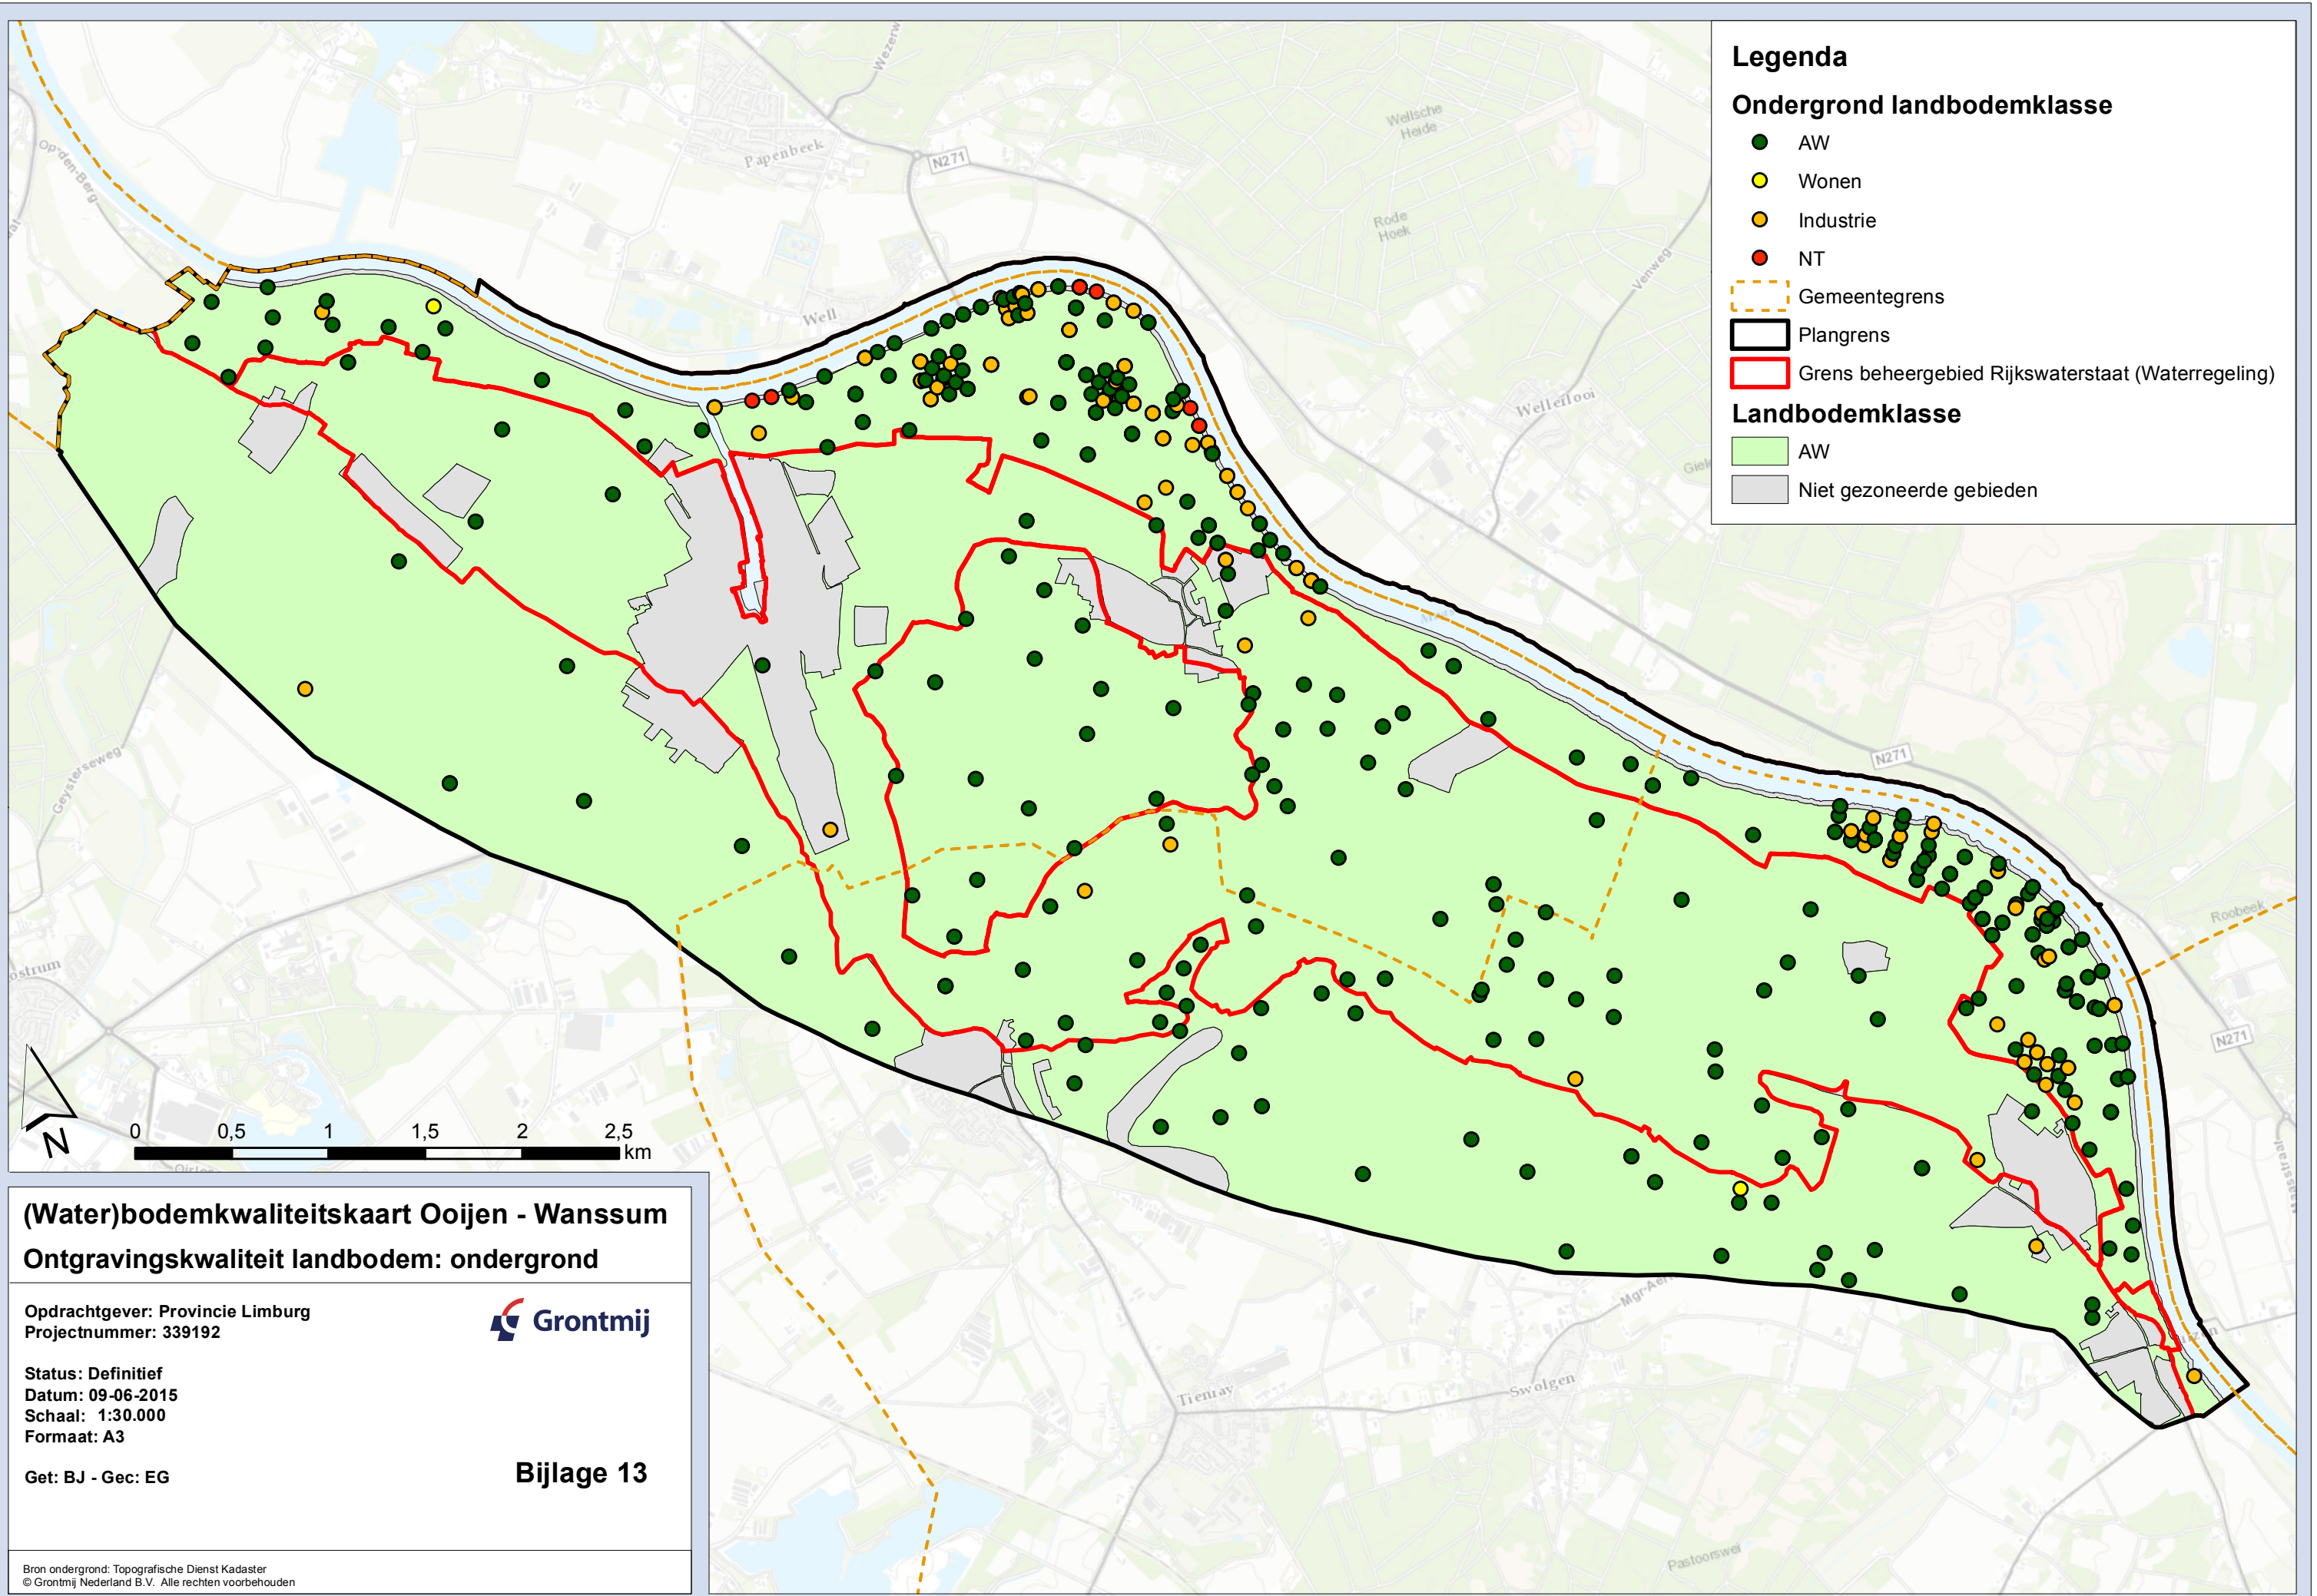 Legenda
Ondergrond landbodemklasse
AW
Wonen
Industrie
NT
Gemeentegrens
Plangrens
Grens beheergebied Rijkswaterstaat (Waterregeling)
Landbodemklasse
AW
Niet gezoneerde gebieden
Op den Berg
Papenbeek
N271
Wellsche
Heide
Rode
Hoek
Venweg
Well
Wellerlooi
Geysterseweg
N271
Roobeek
N271
Tienray
Swolgen
N
0 0,5 1 1,5 2 2,5
km
(Water)bodemkwaliteitskaart Ooijen - Wanssum
Ontgravingskwaliteit landbodem: ondergrond
Opdrachtgever: Provincie Limburg
Projectnummer: 339192
Grontmij
Status: Definitief
Datum: 09-06-2015
Schaal: 1:30.000
Formaat: A3
Get: BJ - Gec: EG
Bijlage 13
Bron ondergrond: Topografische Dienst Kadaster
© Grontmij Nederland B.V. Alle rechten voorbehouden